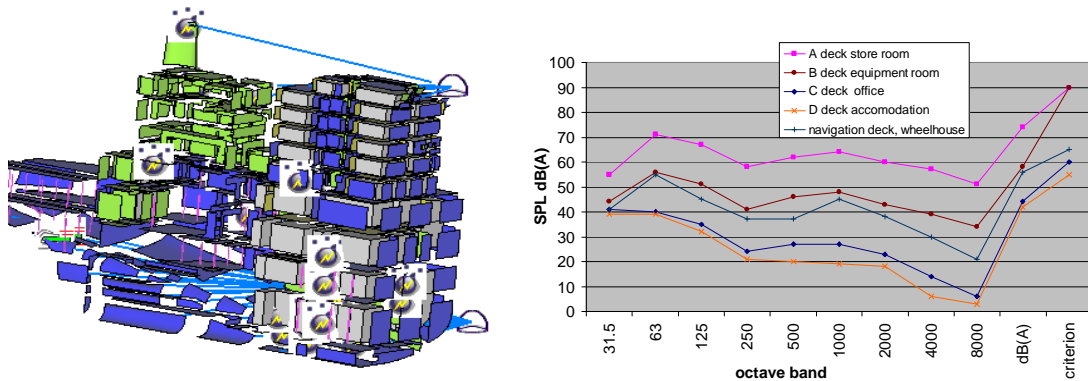 A deck store room
B deck equipment room
C deck office
D deck accomodation
navigation deck, wheelhouse
SPL dB(A)
100
90
80
70
60
50
40
30
20
10
0
31.5
63
125
250
500
1000
2000
4000
8000
dB(A)
criterion
octave band